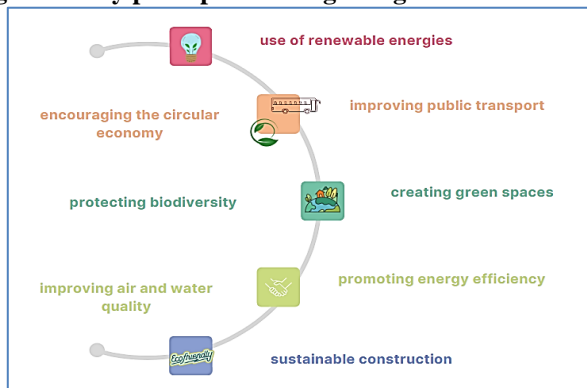 use of renewable energies
encouraging the circular
economy
improving public transport
protecting biodiversity
creating green spaces
improving air and water
quality
promoting energy efficiency
Ecofriendly
sustainable construction